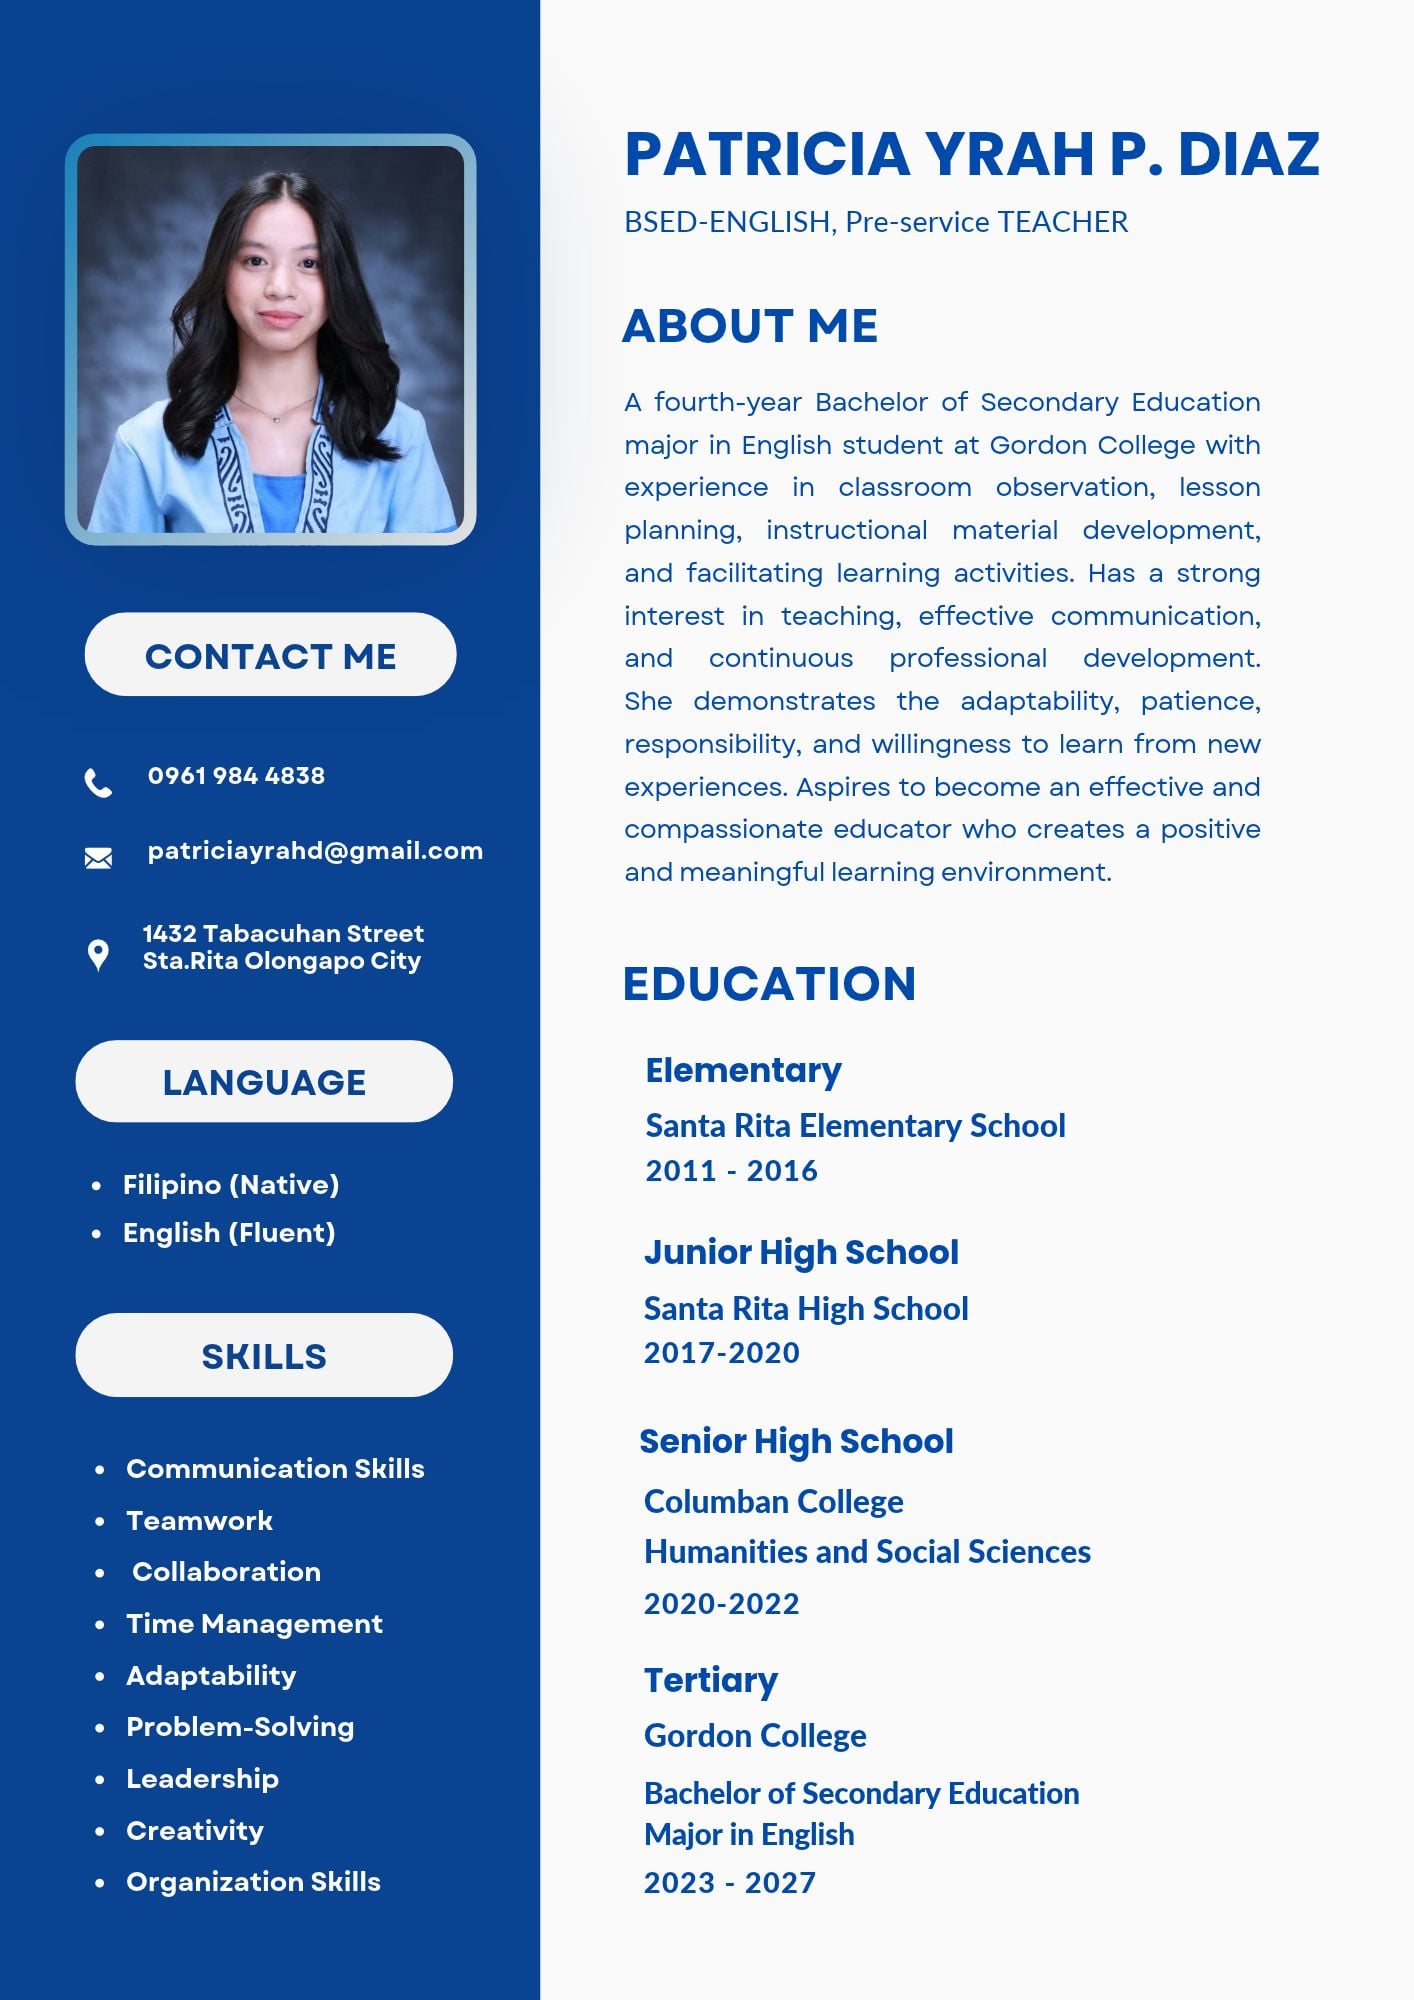 PATRICIA YRAH P. DIAZ
BSED-ENGLISH, Pre-service TEACHER
ABOUT ME
A fourth-year Bachelor of Secondary Education
major in English student at Gordon College with
experience in classroom observation, lesson
planning, instructional material development,
and facilitating learning activities. Has a strong
interest in teaching, effective communication,
and continuous professional development.
She demonstrates the adaptability, patience,
responsibility, and willingness to learn from new
experiences. Aspires to become an effective and
compassionate educator who creates a positive
and meaningful learning environment.
EDUCATION
Elementary
Santa Rita Elementary School
2011 - 2016
Junior High School
Santa Rita High School
2017-2020
Senior High School
Columban College
Humanities and Social Sciences
2020-2022
Tertiary
Gordon College
Bachelor of Secondary Education
Major in English
2023 - 2027
CONTACT ME
0961 984 4838
patriciayrahd@gmail.com
1432 Tabacuhan Street
Sta.Rita Olongapo City
LANGUAGE
• Filipino (Native)
• English (Fluent)
SKILLS
• Communication Skills
• Teamwork
• Collaboration
• Time Management
• Adaptability
• Problem-Solving
• Leadership
• Creativity
• Organization Skills